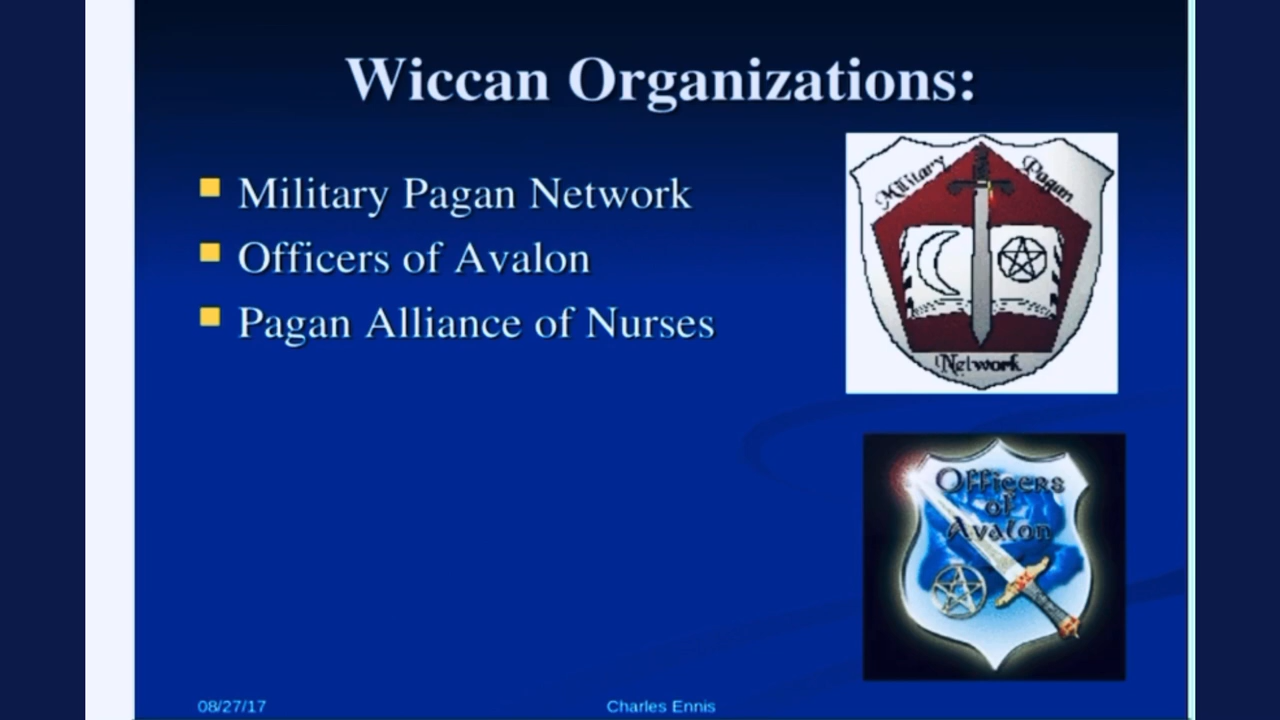 Wiccan Organizations:
Military Pagan Network
Officers of Avalon
Pagan Alliance of Nurses
Military Pagan
Network
Officers
of
Avalon
08/27/17
Charles Ennis